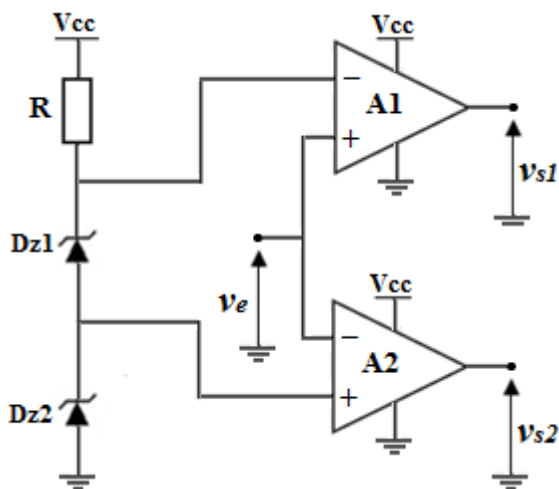 Vcc
Vcc
R
−
A1
+
vs1
Dz1
ve
Vcc
−
A2
+
Dz2
vs2